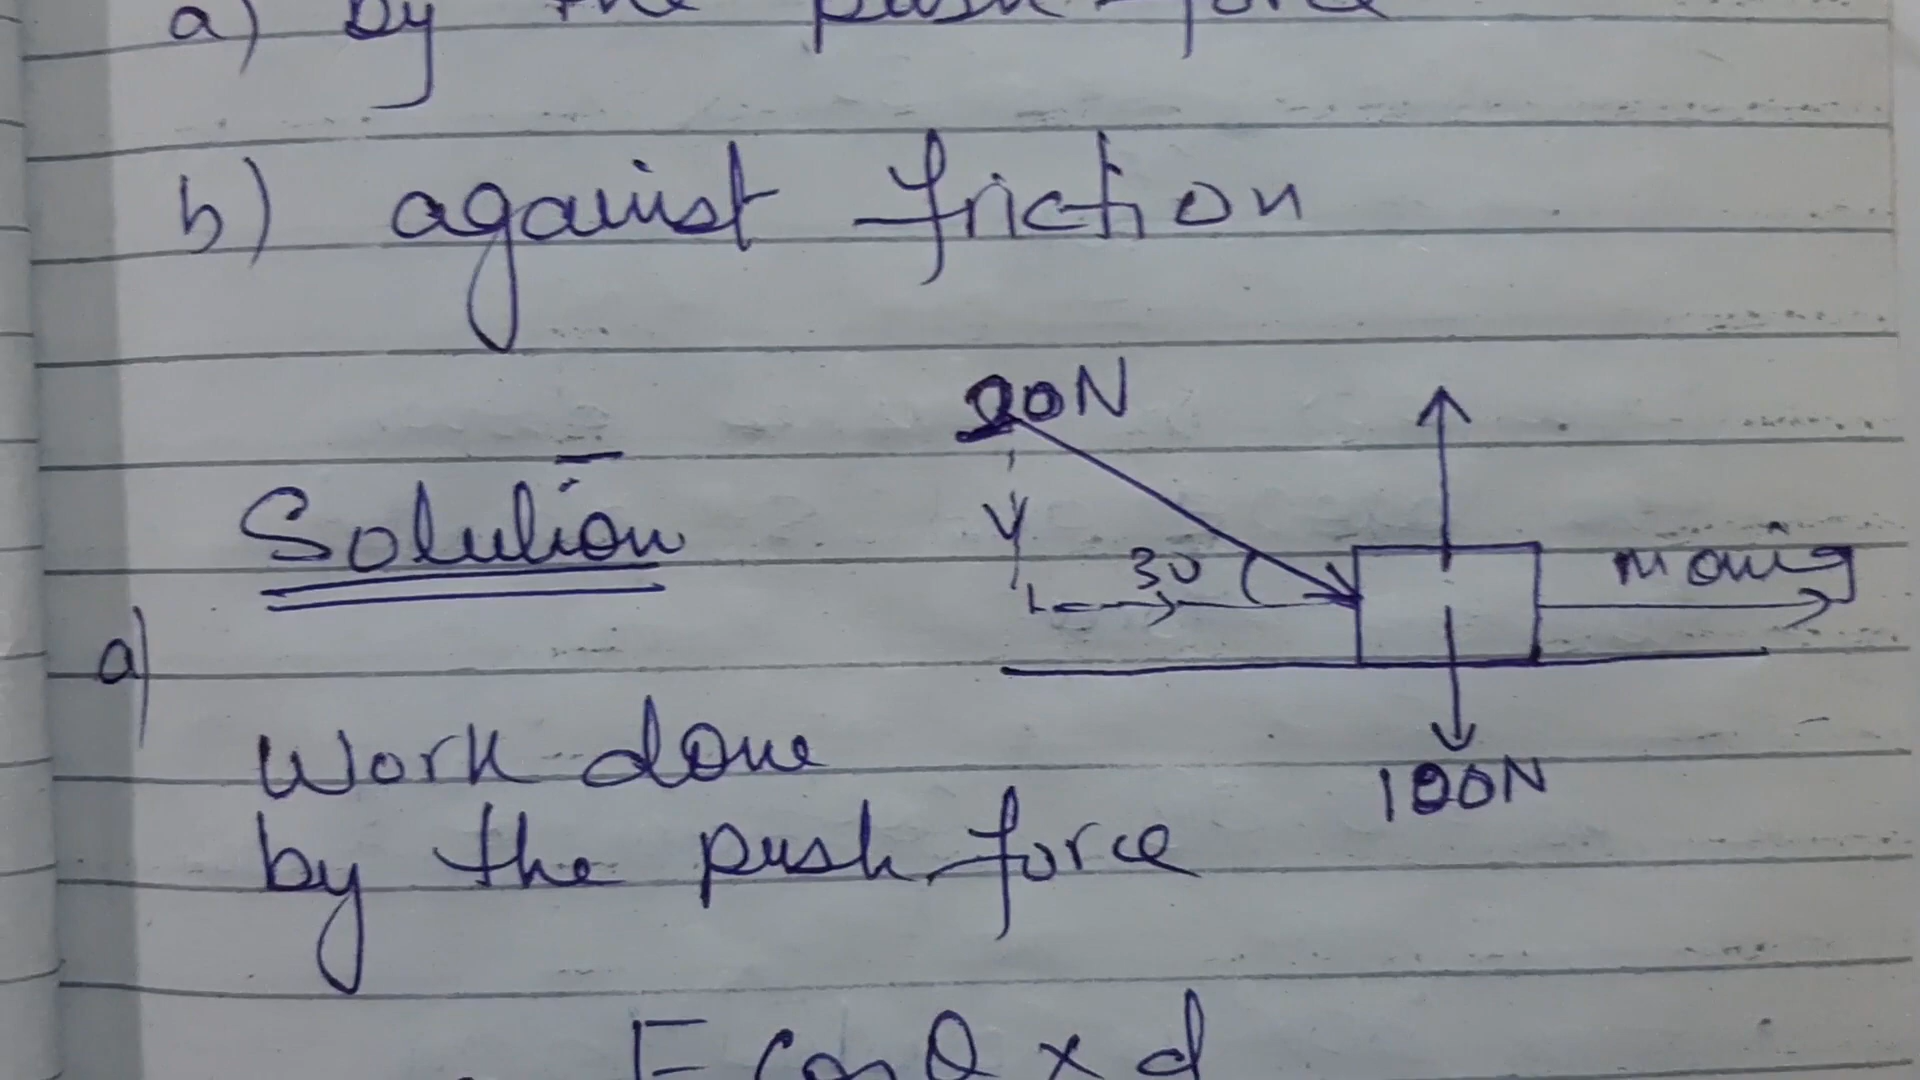 a) By the push force
b) against friction
20N
30
moving
Solution
a)
Work done
100N
by the push force
F Cos θ × d